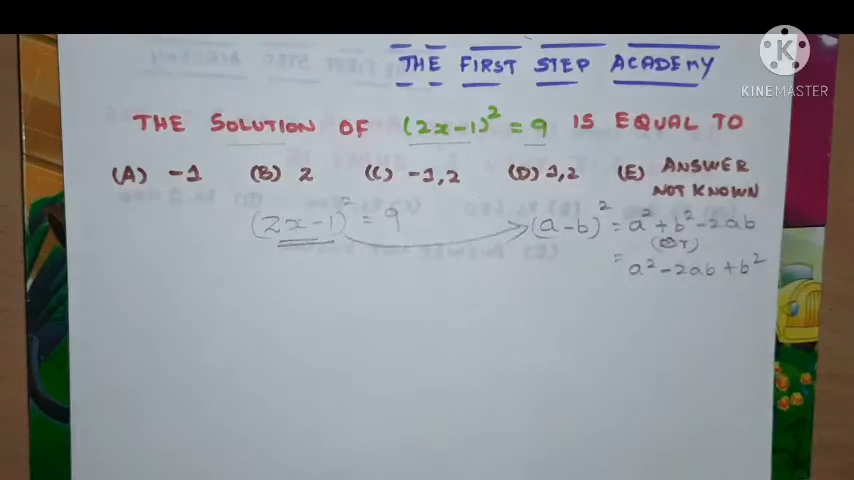 KINEMASTER
THE FIRST STEP ACADEMY
THE SOLUTION OF (2x-1)² = 9 IS EQUAL TO
(A) -1 (B) 2 (C) -1,2 (D) 1,2 (E) ANSWER
NOT KNOWN
(2x-1)² = 9 (a-b)² = a² + b² - 2ab
(or)
= a² - 2ab + b²